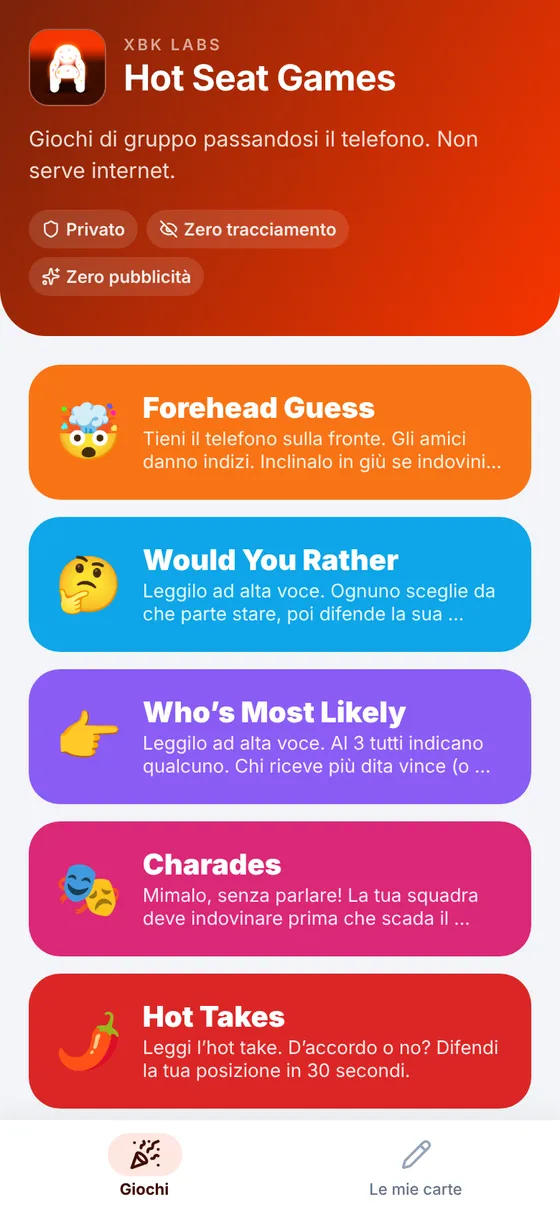 XBK LABS
Hot Seat Games
Giochi di gruppo passandosi il telefono. Non
serve internet.
Privato
Zero tracciamento
Zero pubblicità
Forehead Guess
Tieni il telefono sulla fronte. Gli amici
danno indizi. Inclinalo in giù se indovini...
Would You Rather
Leggilo ad alta voce. Ognuno sceglie da
che parte stare, poi difende la sua ...
Who’s Most Likely
Leggilo ad alta voce. Al 3 tutti indicano
qualcuno. Chi riceve più dita vince (o ...
Charades
Mimalo, senza parlare! La tua squadra
deve indovinare prima che scada il ...
Hot Takes
Leggi l’hot take. D’accordo o no? Difendi
la tua posizione in 30 secondi.
Giochi
Le mie carte